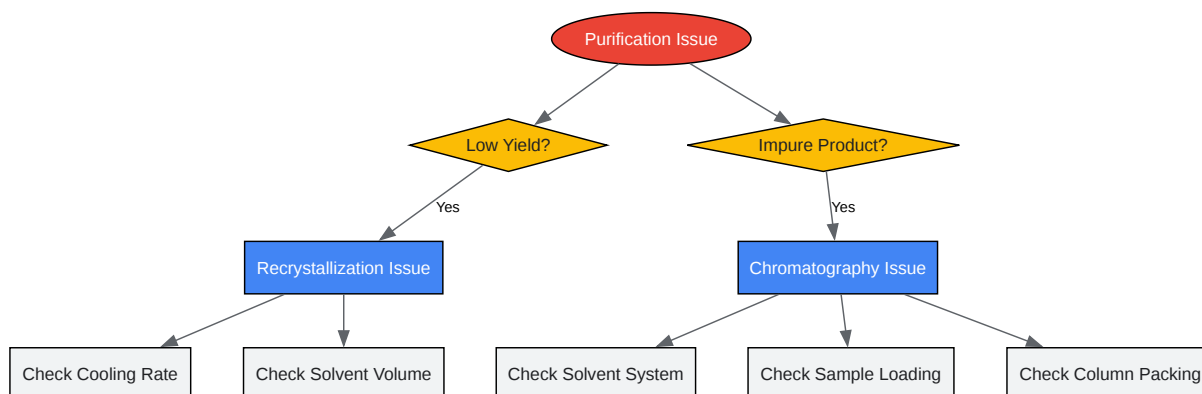 Purification Issue
Low Yield?
Impure Product?
Yes
Yes
Recrystallization Issue
Chromatography Issue
Check Cooling Rate
Check Solvent Volume
Check Solvent System
Check Sample Loading
Check Column Packing